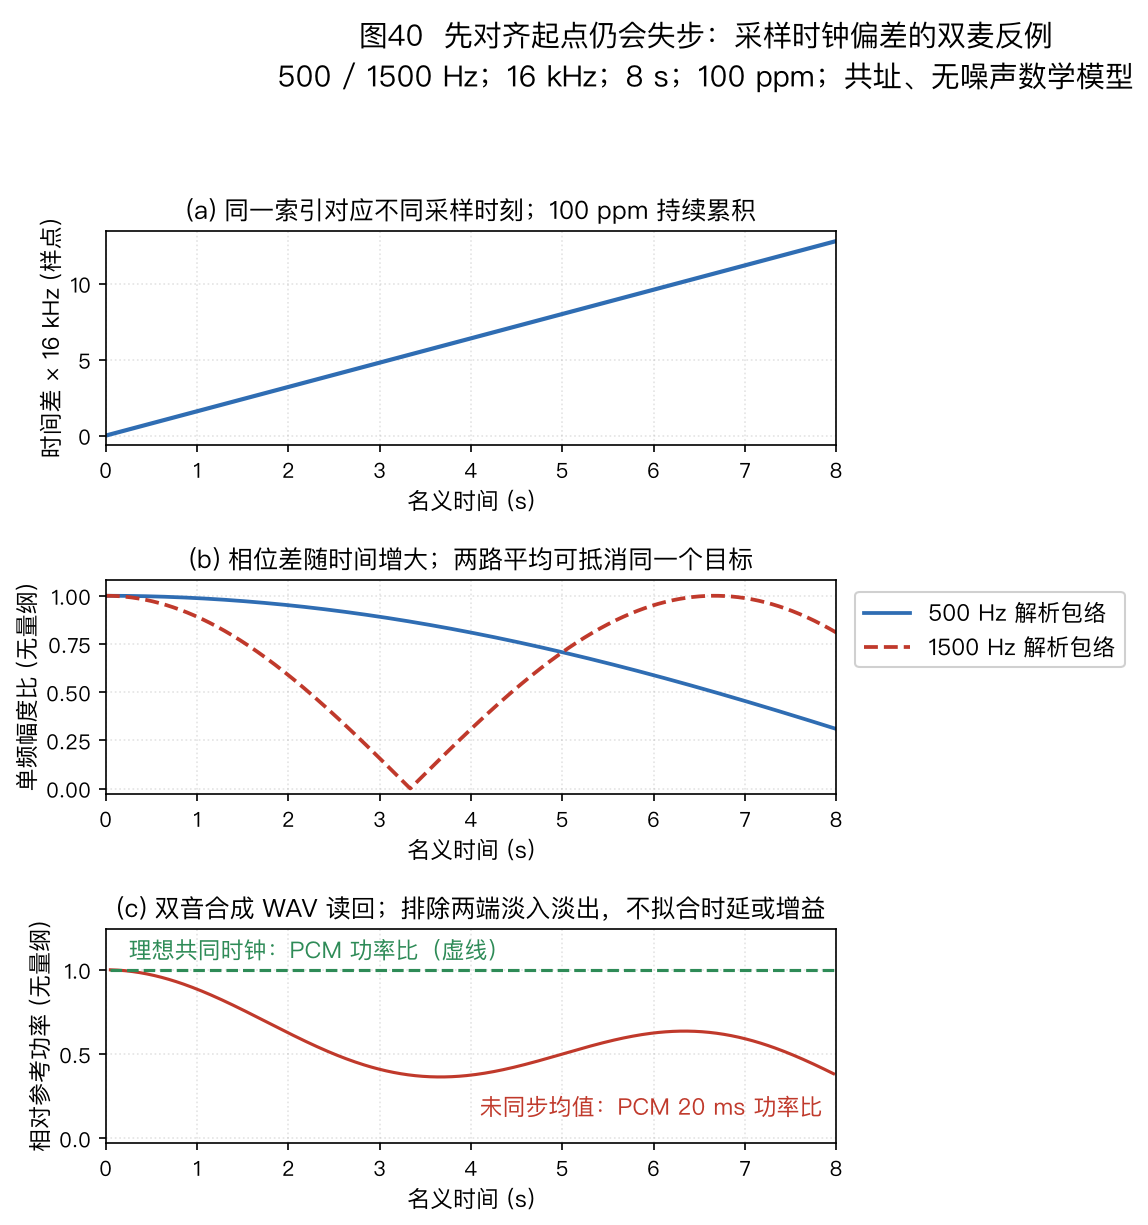 图40 先对齐起点仍会失步：采样时钟偏差的双麦反例
500 / 1500 Hz；16 kHz；8 s；100 ppm；共址、无噪声数学模型
(a) 同一索引对应不同采样时刻；100 ppm 持续累积
时间差 × 16 kHz (样点)
10
5
0
0 1 2 3 4 5 6 7 8
名义时间 (s)
(b) 相位差随时间增大；两路平均可抵消同一个目标
单频幅度比 (无量纲)
1.00
0.75
0.50
0.25
0.00
0 1 2 3 4 5 6 7 8
名义时间 (s)
500 Hz 解析包络
1500 Hz 解析包络
(c) 双音合成 WAV 读回；排除两端淡入淡出，不拟合时延或增益
相对参考功率 (无量纲)
理想共同时钟：PCM 功率比（虚线）
1.0
0.5
0.0
未同步均值：PCM 20 ms 功率比
0 1 2 3 4 5 6 7 8
名义时间 (s)